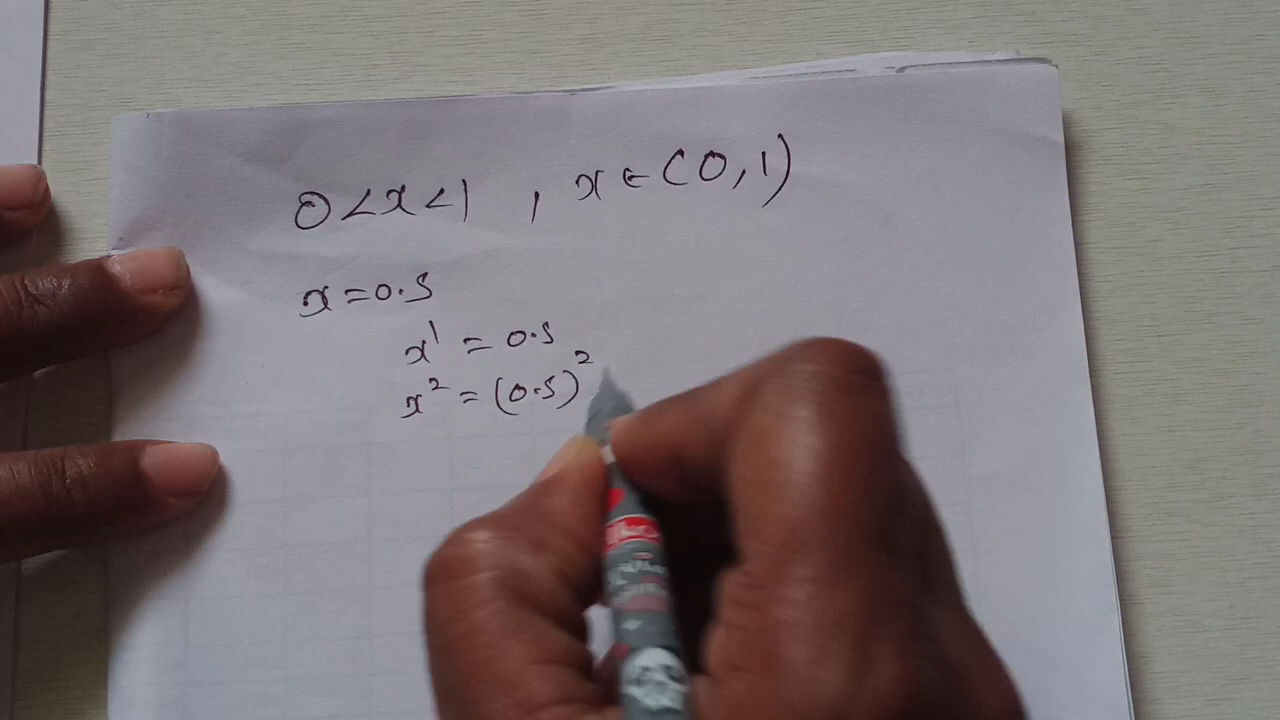 0<x<1 , x ∈ (0,1)
x = 0.5
x¹ = 0.5
x² = (0.5)²